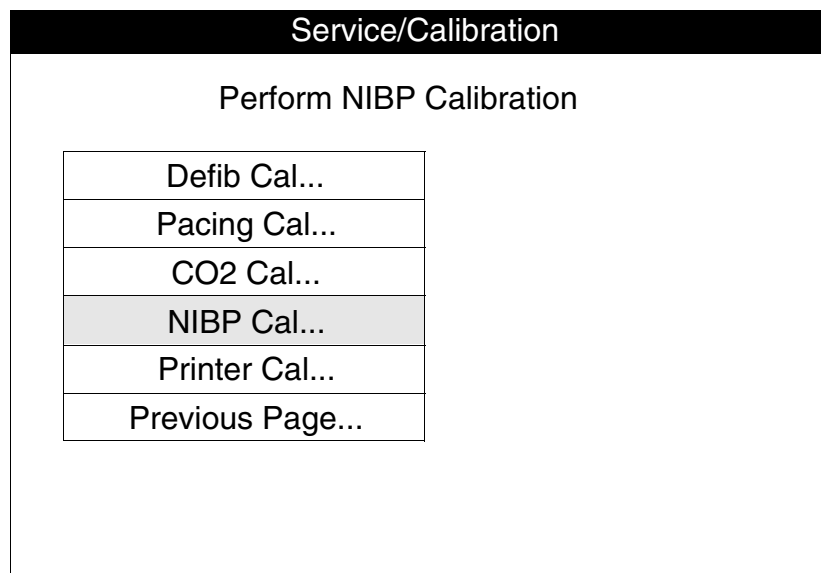 Service/Calibration
Perform NIBP Calibration
Defib Cal...
Pacing Cal...
CO2 Cal...
NIBP Cal...
Printer Cal...
Previous Page...